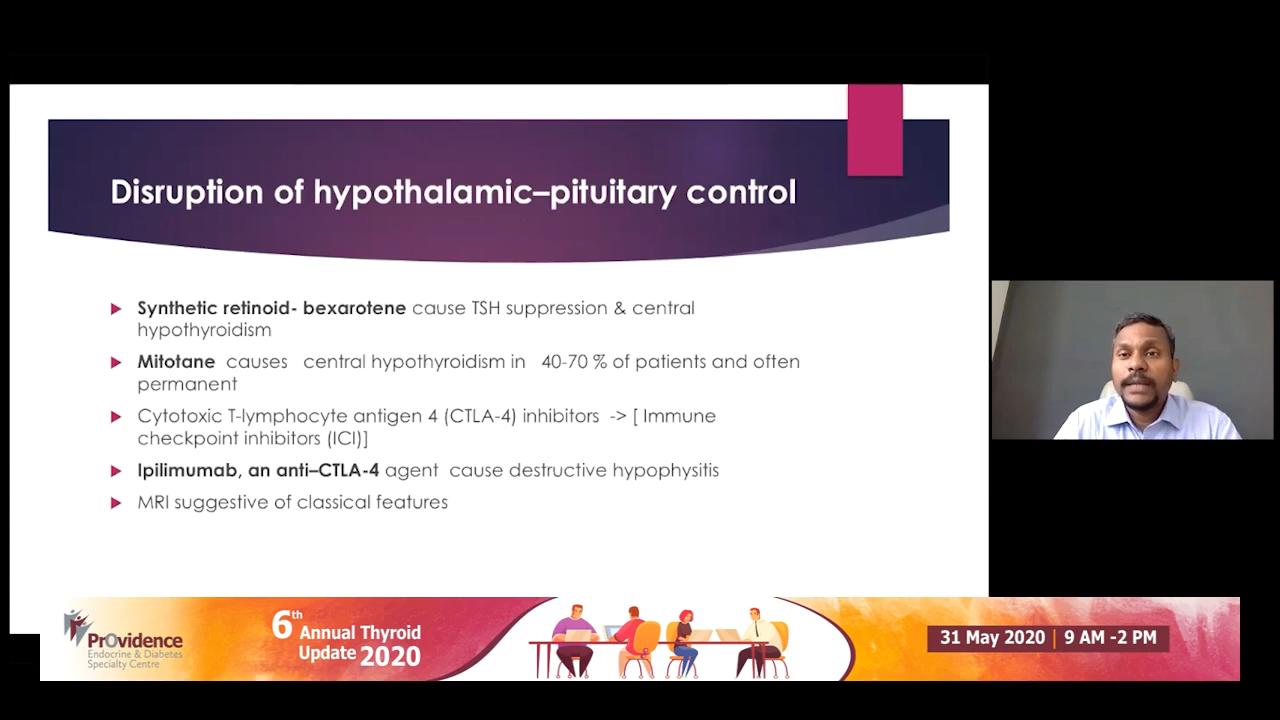 Disruption of hypothalamic–pituitary control
Synthetic retinoid- bexarotene cause TSH suppression & central
hypothyroidism
Mitotane causes central hypothyroidism in 40-70 % of patients and often
permanent
Cytotoxic T-lymphocyte antigen 4 (CTLA-4) inhibitors -> [ Immune
checkpoint inhibitors (ICI)]
Ipilimumab, an anti–CTLA-4 agent cause destructive hypophysitis
MRI suggestive of classical features
PrOvidence
Endocrine & Diabetes
Specialty Centre
6th
Annual Thyroid
Update 2020
31 May 2020 | 9 AM -2 PM